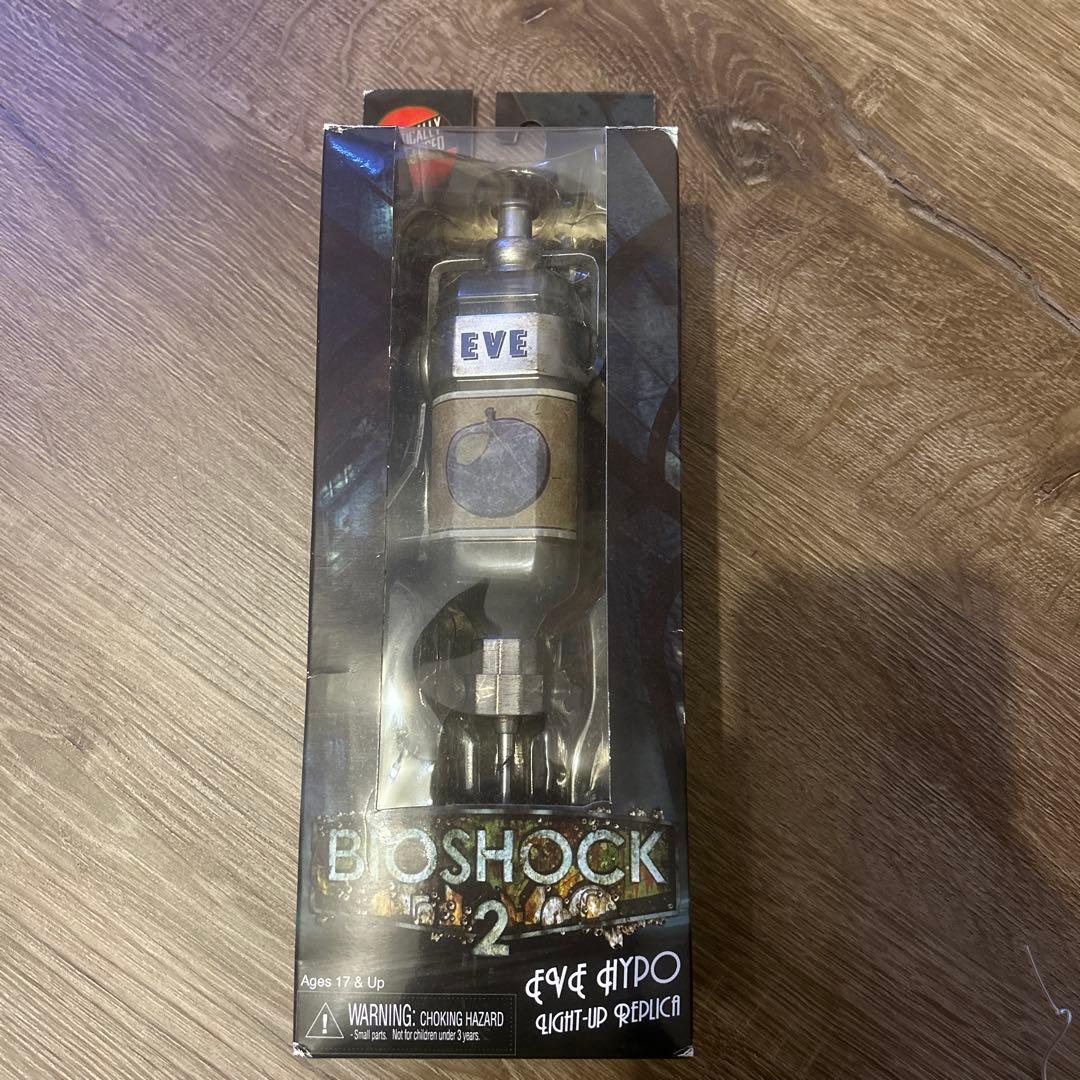 EVE
BIOSHOCK
2
Ages 17 & Up
EVE HYPO
LIGHT-UP REPLICA
WARNING: CHOKING HAZARD
- Small parts. Not for children under 3 years.